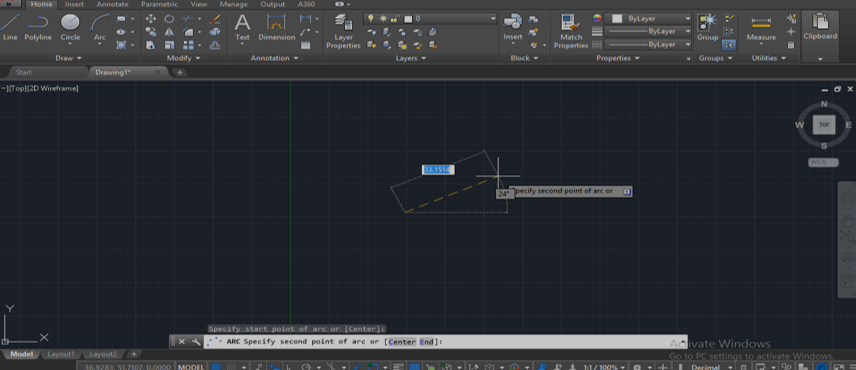 Home Insert Annotate Parametric View Manage Output A360
Line Polyline Circle Arc Text Dimension Layer Properties Insert Match Properties Group Measure Clipboard
0
ByLayer
ByLayer
ByLayer
Draw Modify Annotation Layers Block Properties Groups Utilities
Start Drawing1*
[Top][2D Wireframe]
N
W TOP E
S
WCS
24°
Specify second point of arc or
Y
X
Specify start point of arc or [Center]:
ARC Specify second point of arc or [Center End]:
Activate Windows
Go to PC settings to activate Windows.
Model Layout1 Layout2 +
36.9283, 51.7107, 0.0000 MODEL 1:1 / 100% Decimal